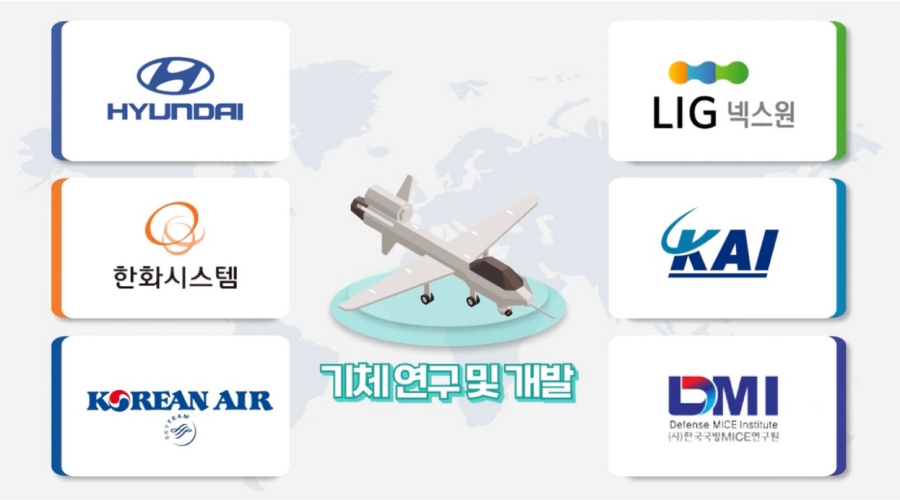 HYUNDAI
LIG 넥스원
한화시스템
KAI
KOREAN AIR
SKYTEAM
기체 연구 및 개발
DMI
Defense MICE Institute
(사)한국국방MICE연구원